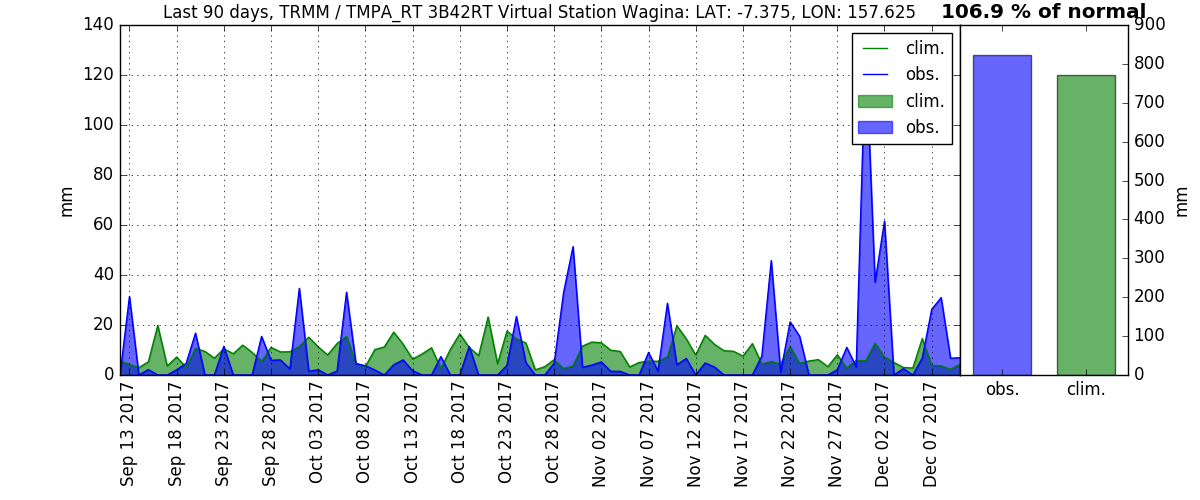 Last 90 days, TRMM / TMPA_RT 3B42RT Virtual Station Wagina: LAT: -7.375, LON: 157.625
106.9 % of normal
140
120
100
80
60
40
20
0
mm
clim.
obs.
clim.
obs.
900
800
700
600
500
400
300
200
100
0
mm
Sep 13 2017
Sep 18 2017
Sep 23 2017
Sep 28 2017
Oct 03 2017
Oct 08 2017
Oct 13 2017
Oct 18 2017
Oct 23 2017
Oct 28 2017
Nov 02 2017
Nov 07 2017
Nov 12 2017
Nov 17 2017
Nov 22 2017
Nov 27 2017
Dec 02 2017
Dec 07 2017
obs.
clim.